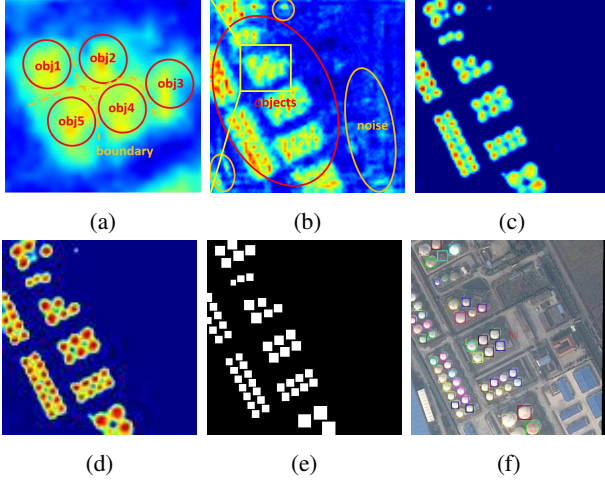 obj1
obj2
obj3
obj5
obj4
boundary
objects
noise
(a)
(b)
(c)
(d)
(e)
(f)